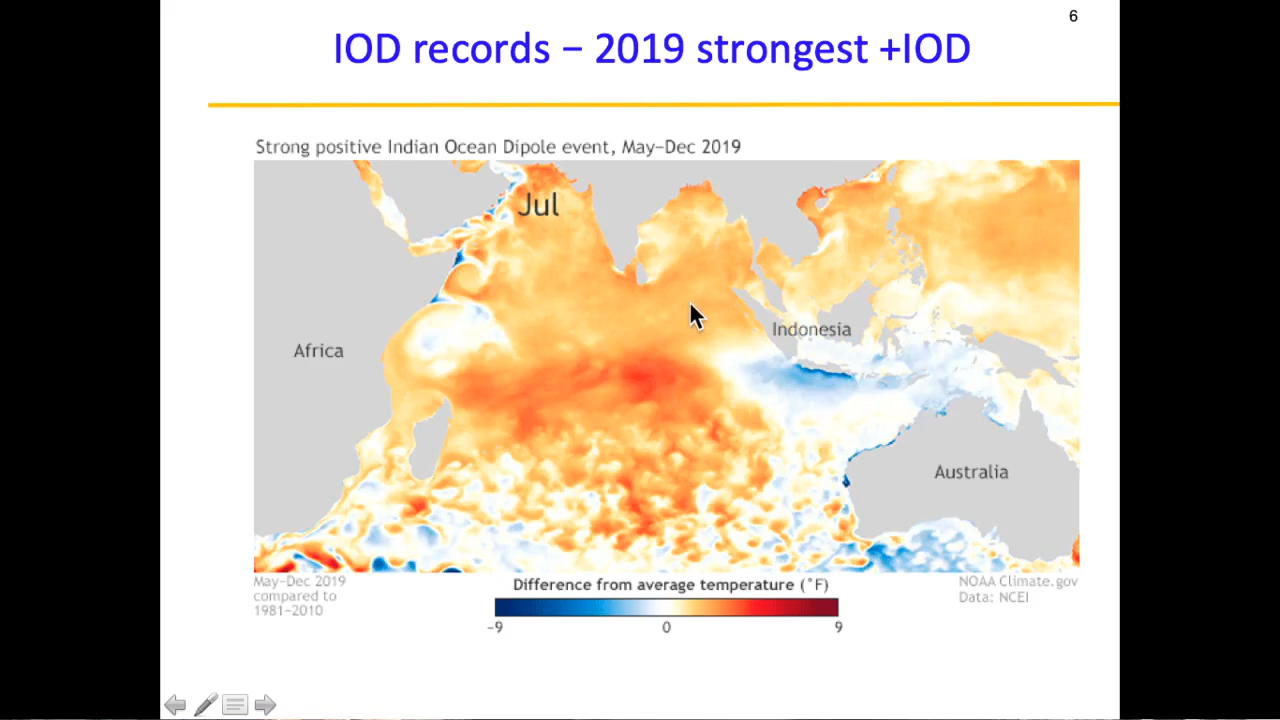 6
IOD records – 2019 strongest +IOD
Strong positive Indian Ocean Dipole event, May–Dec 2019
Jul
Indonesia
Africa
Australia
May–Dec 2019
compared to
1981–2010
Difference from average temperature (˚F)
-9 0 9
NOAA Climate.gov
Data: NCEI